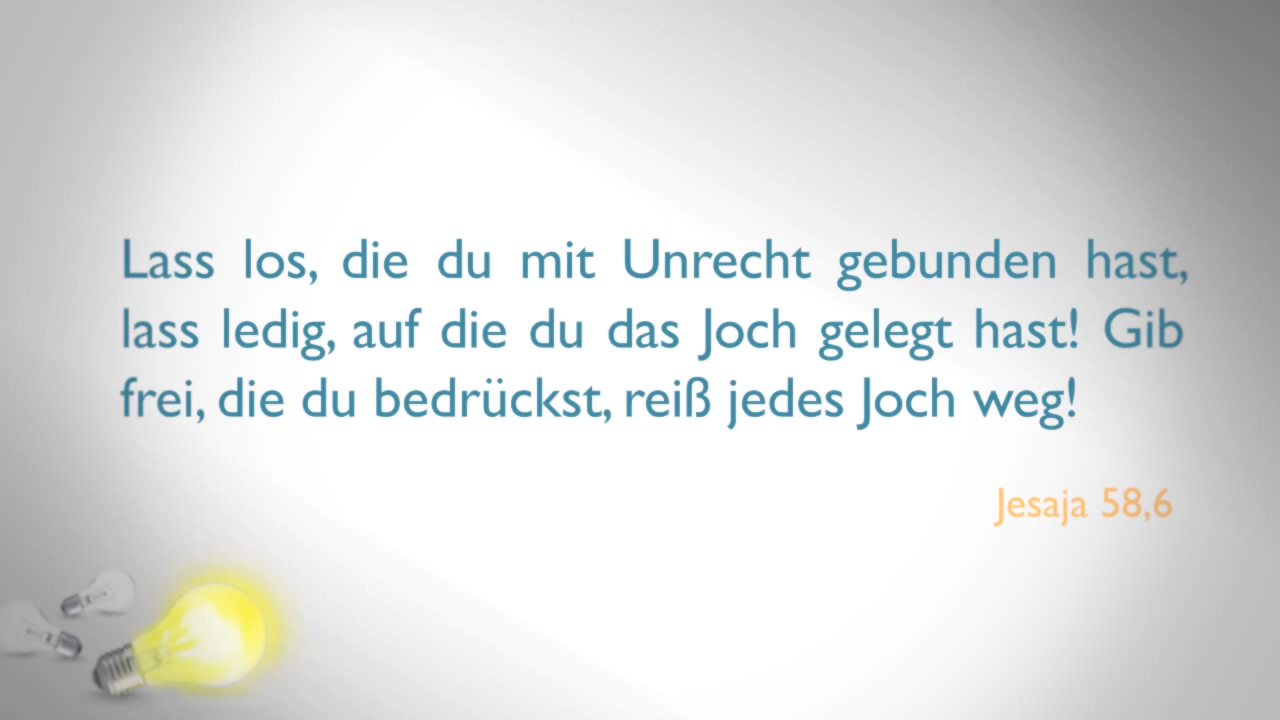 Lass los, die du mit Unrecht gebunden hast,
lass ledig, auf die du das Joch gelegt hast! Gib
frei, die du bedrückst, reiß jedes Joch weg!
Jesaja 58,6